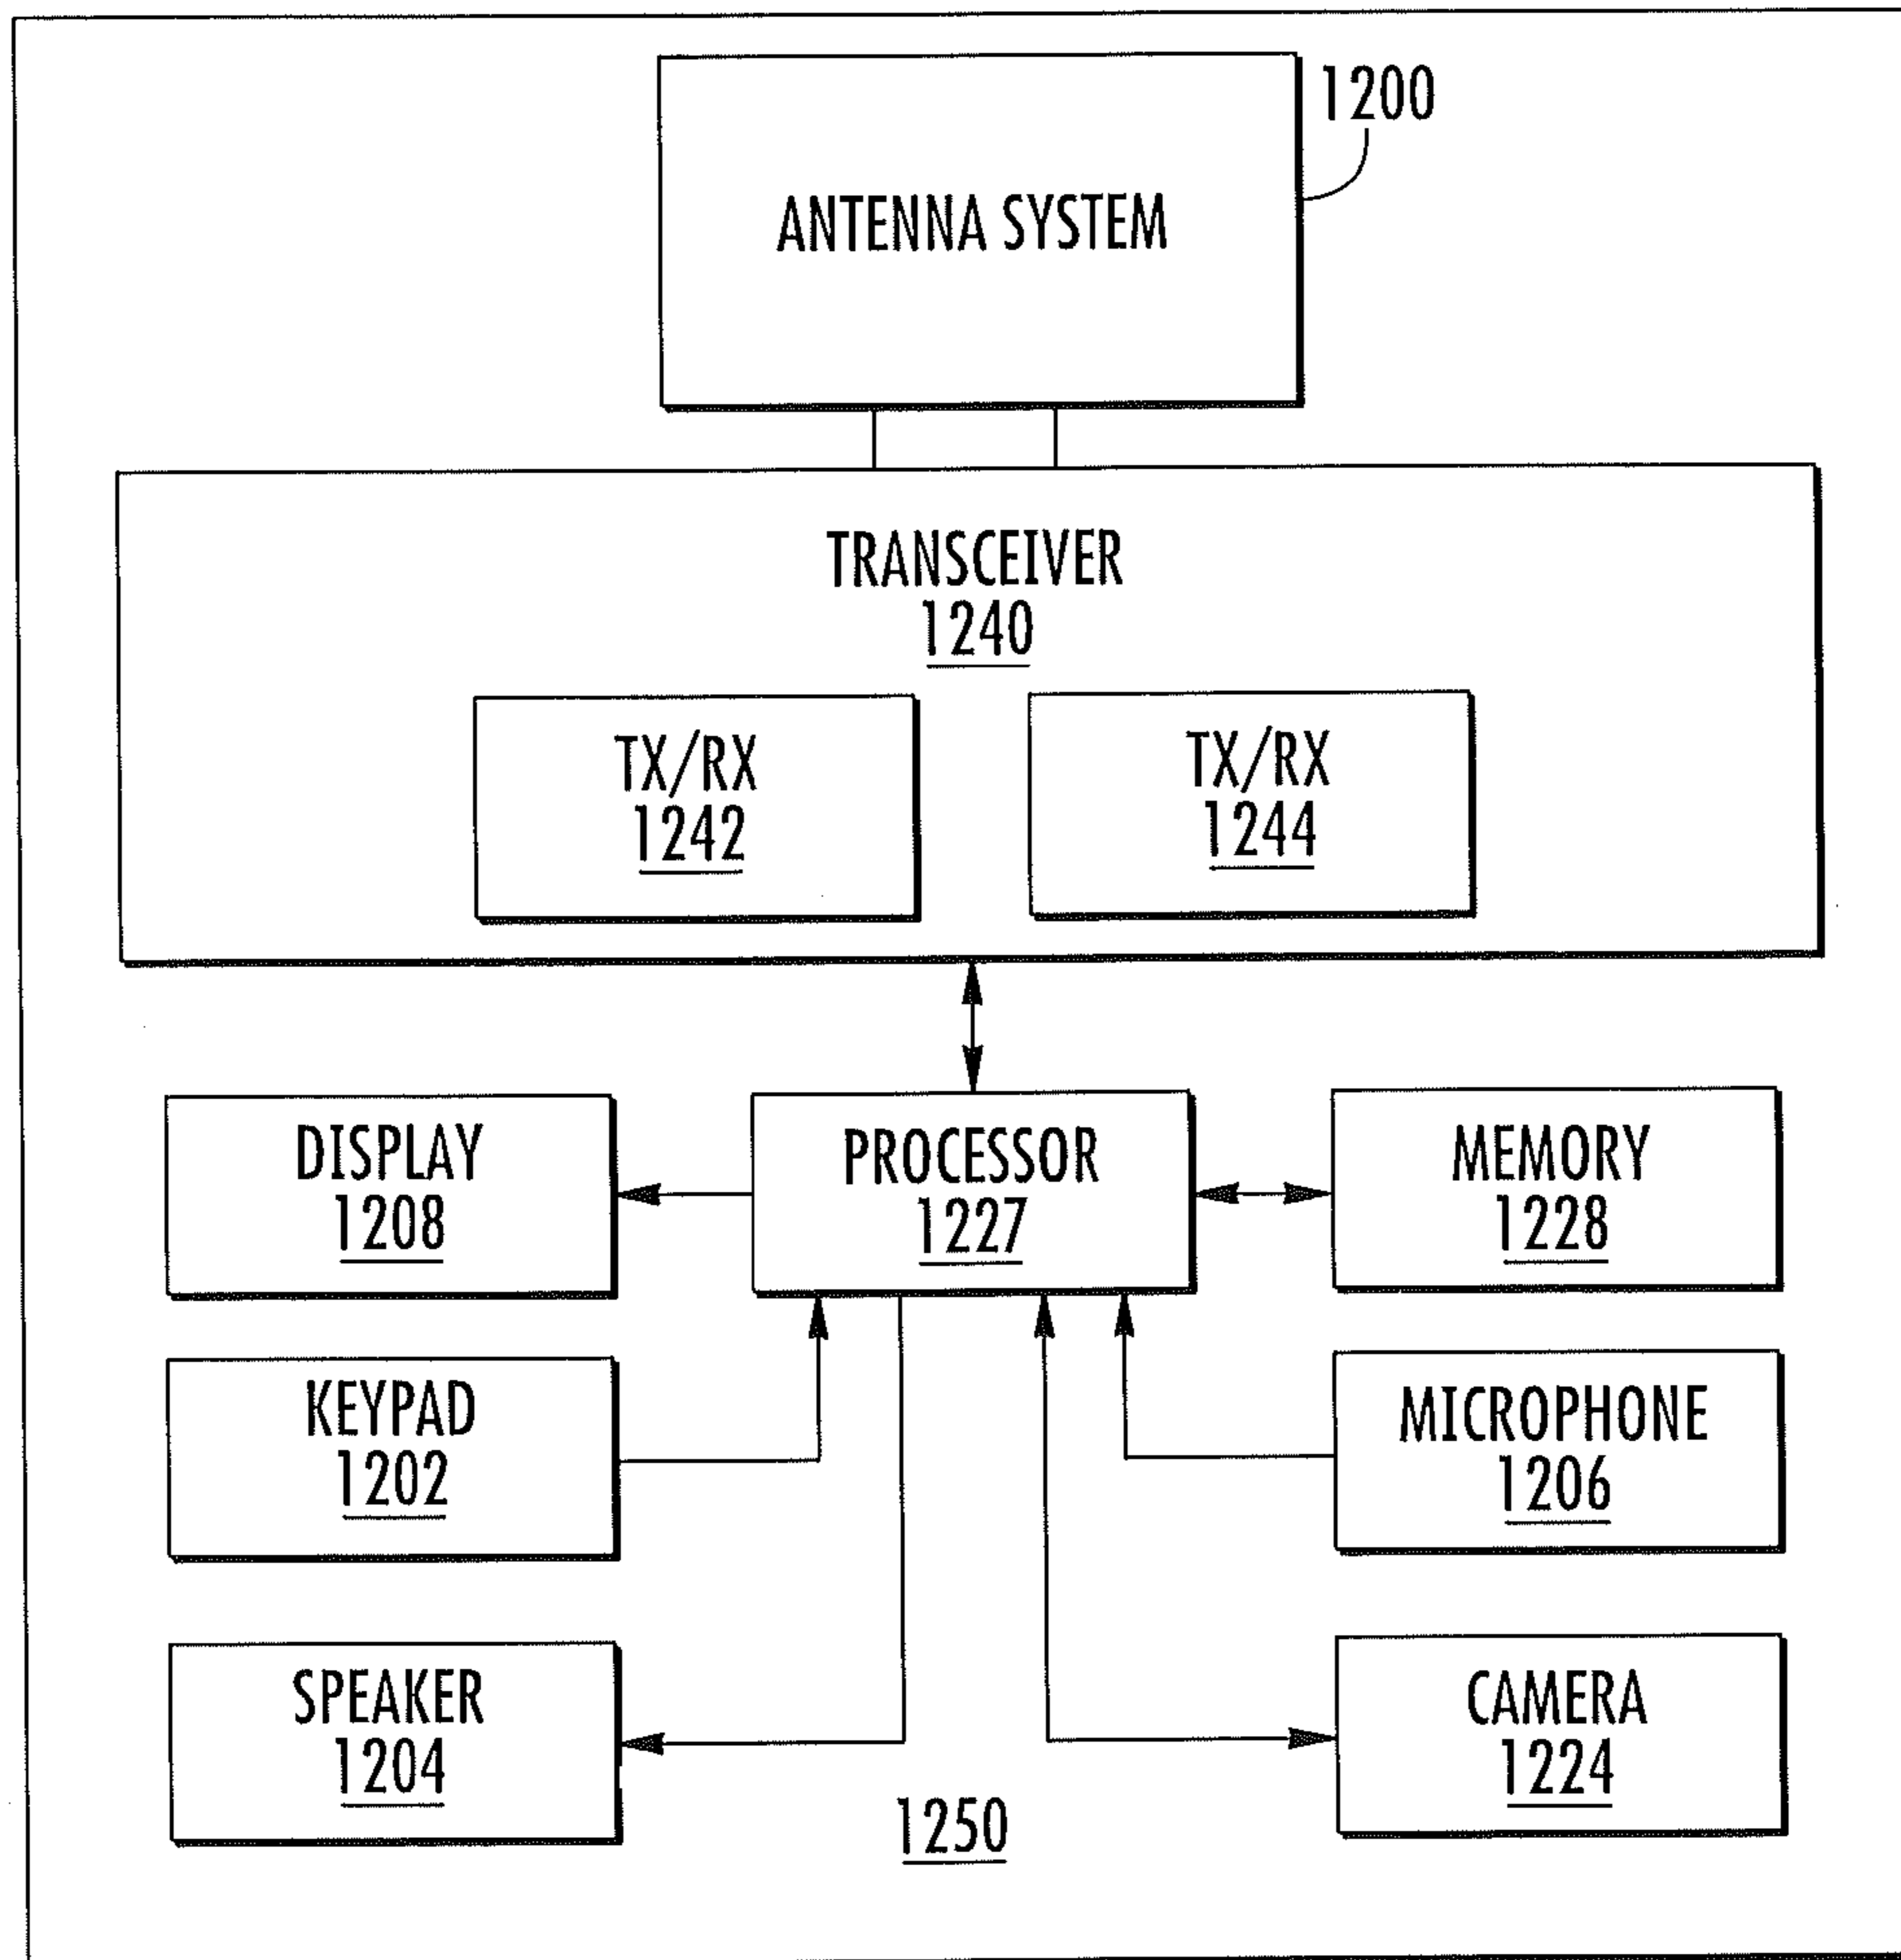 1200
ANTENNA SYSTEM
TRANSCEIVER
1240
TX/RX
1242
TX/RX
1244
DISPLAY
1208
PROCESSOR
1227
MEMORY
1228
KEYPAD
1202
MICROPHONE
1206
SPEAKER
1204
CAMERA
1224
1250